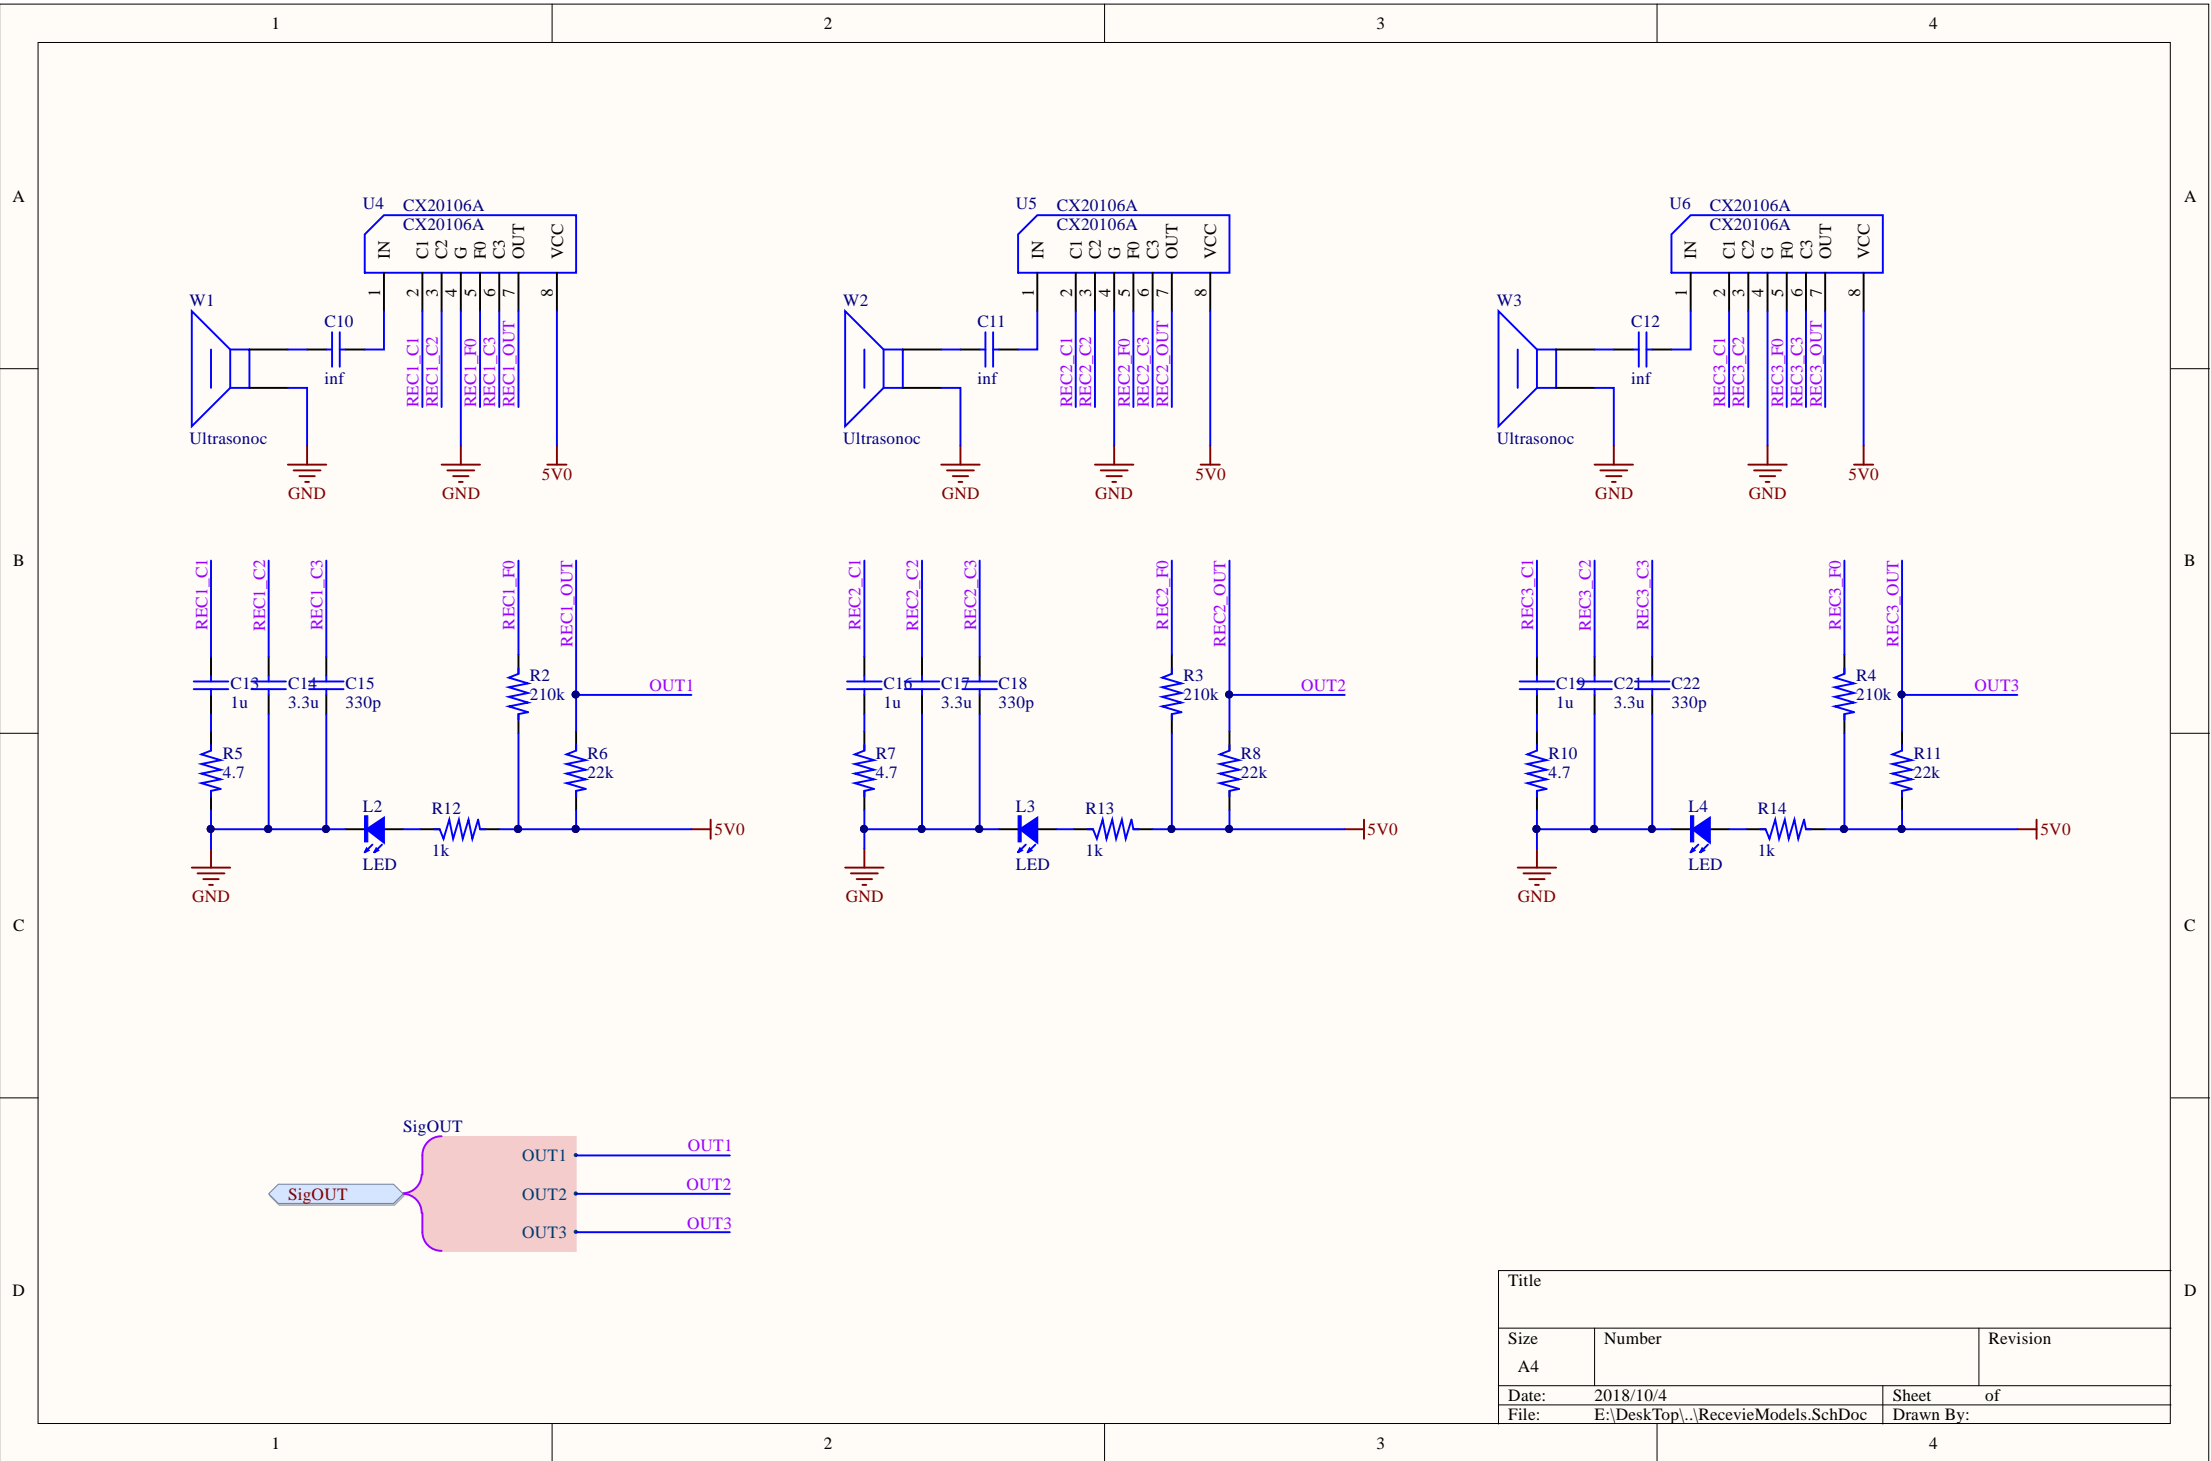 1 2 3 4
A A
U4 CX20106A
CX20106A
IN C1 C2 G F0 C3 OUT VCC
1 2 3 4 5 6 7 8
W1
C10
inf
REC1_C1 REC1_C2 REC1_F0 REC1_C3 REC1_OUT
Ultrasonoc
GND GND 5V0
U5 CX20106A
CX20106A
IN C1 C2 G F0 C3 OUT VCC
1 2 3 4 5 6 7 8
W2
C11
inf
REC2_C1 REC2_C2 REC2_F0 REC2_C3 REC2_OUT
Ultrasonoc
GND GND 5V0
U6 CX20106A
CX20106A
IN C1 C2 G F0 C3 OUT VCC
1 2 3 4 5 6 7 8
W3
C12
inf
REC3_C1 REC3_C2 REC3_F0 REC3_C3 REC3_OUT
Ultrasonoc
GND GND 5V0
B B
REC1_C1 REC1_C2 REC1_C3 REC1_F0 REC1_OUT
C13 C14 C15 R2 OUT1
1u 3.3u 330p 210k
R5 R6
4.7 22k
L2 R12
5V0
1k
LED
GND
REC2_C1 REC2_C2 REC2_C3 REC2_F0 REC2_OUT
C16 C17 C18 R3 OUT2
1u 3.3u 330p 210k
R7 R8
4.7 22k
L3 R13
5V0
1k
LED
GND
REC3_C1 REC3_C2 REC3_C3 REC3_F0 REC3_OUT
C19 C21 C22 R4 OUT3
1u 3.3u 330p 210k
R10 R11
4.7 22k
L4 R14
5V0
1k
LED
GND
C C
SigOUT
OUT1 OUT1
SigOUT OUT2 OUT2
OUT3 OUT3
D D
Title
Size Number Revision
A4
Date: 2018/10/4 Sheet of
File: E:\DeskTop\..\RecevieModels.SchDoc Drawn By:
1 2 3 4